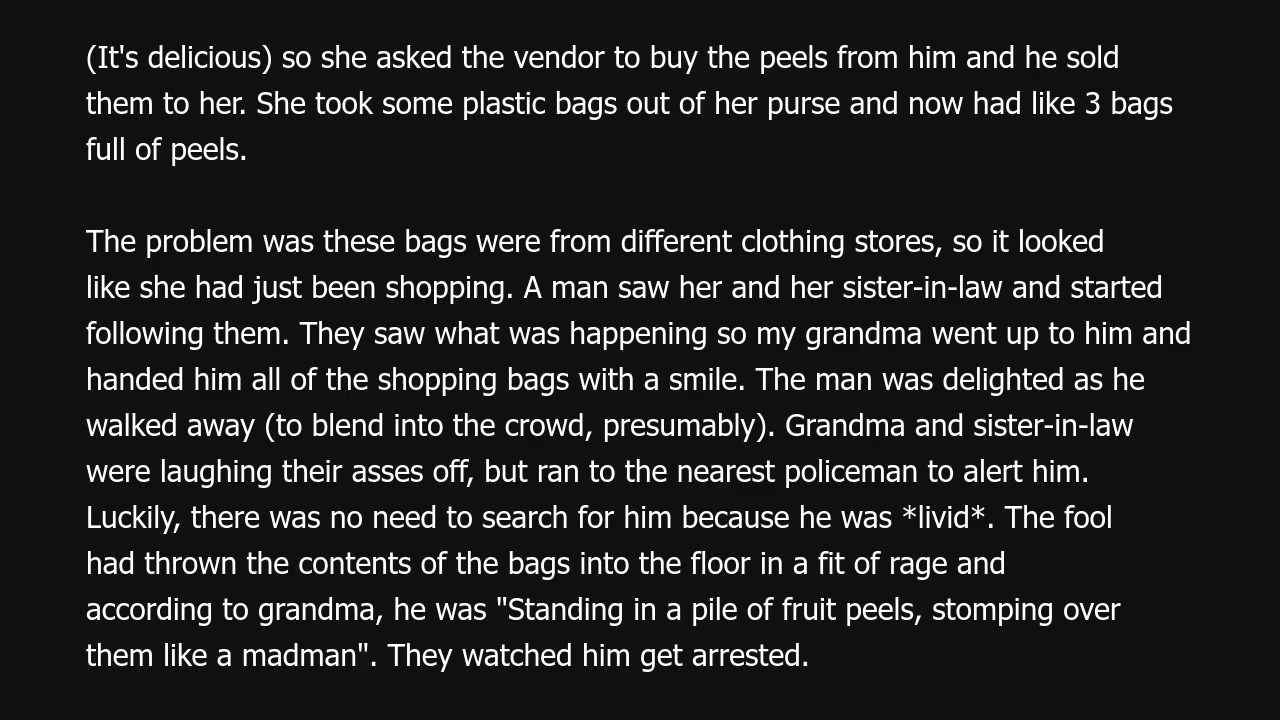 (It's delicious) so she asked the vendor to buy the peels from him and he sold
them to her. She took some plastic bags out of her purse and now had like 3 bags
full of peels.
The problem was these bags were from different clothing stores, so it looked
like she had just been shopping. A man saw her and her sister-in-law and started
following them. They saw what was happening so my grandma went up to him and
handed him all of the shopping bags with a smile. The man was delighted as he
walked away (to blend into the crowd, presumably). Grandma and sister-in-law
were laughing their asses off, but ran to the nearest policeman to alert him.
Luckily, there was no need to search for him because he was *livid*. The fool
had thrown the contents of the bags into the floor in a fit of rage and
according to grandma, he was "Standing in a pile of fruit peels, stomping over
them like a madman". They watched him get arrested.